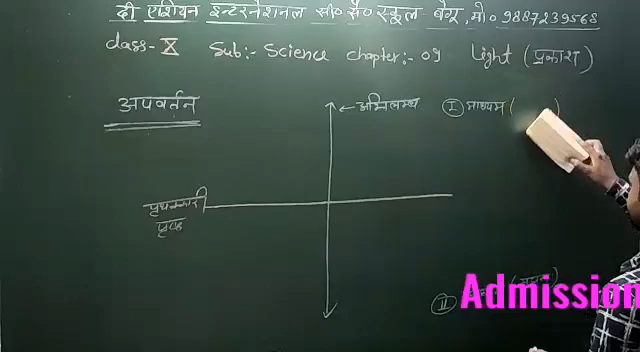 दी एशियन इन्टरनेशनल सी० सै० स्कूल बेगू, मो० 9887239568
class:- X Sub:- Science chapter:- 09 Light (प्रकाश)
अपवर्तन
← अभिलम्ब
I माध्यम ( )
पृथक्कारी
पृष्ठ
II
Admission